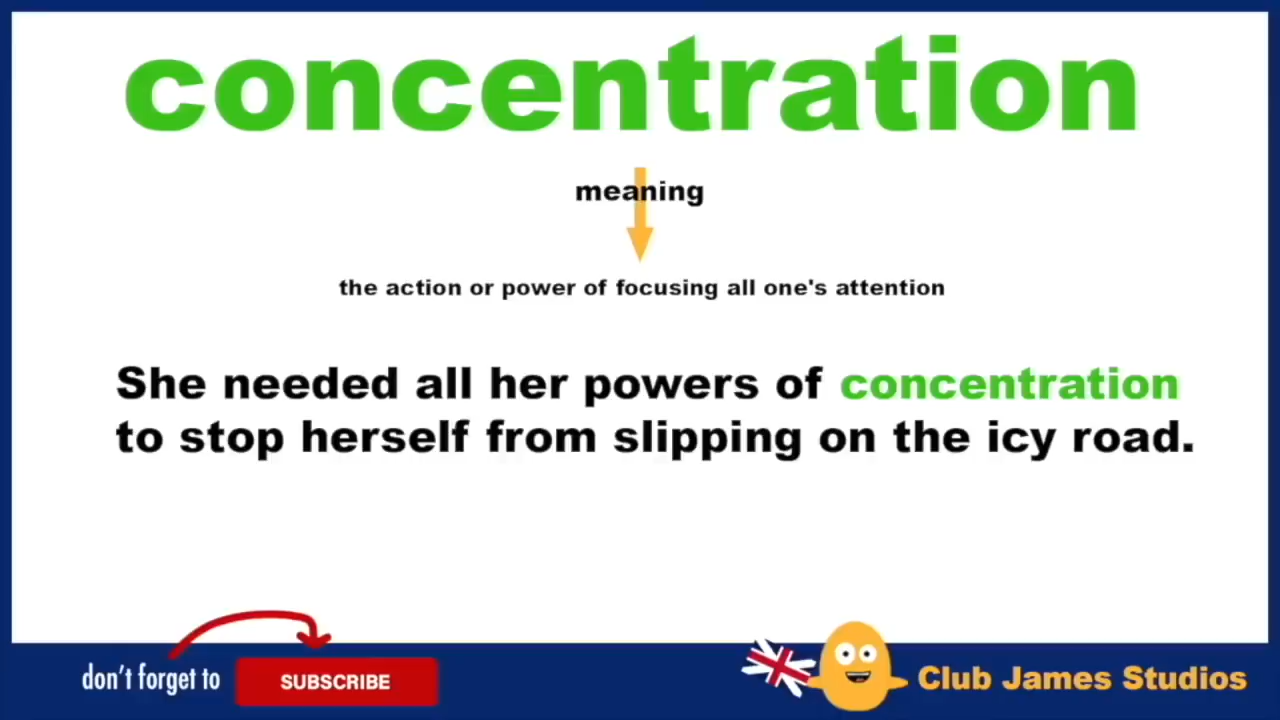 concentration
meaning
the action or power of focusing all one's attention
She needed all her powers of concentration
to stop herself from slipping on the icy road.
don't forget to
SUBSCRIBE
Club James Studios